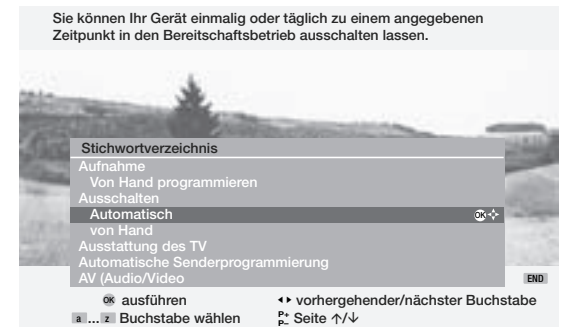 Sie können Ihr Gerät einmalig oder täglich zu einem angegebenen
Zeitpunkt in den Bereitschaftsbetrieb ausschalten lassen.
Stichwortverzeichnis
Aufnahme
Von Hand programmieren
Ausschalten
Automatisch OK
von Hand
Ausstattung des TV
Automatische Senderprogrammierung
AV (Audio/Video
END
OK ausführen
vorhergehender/nächster Buchstabe
a ... z Buchstabe wählen
P+ P– Seite ↑/↓